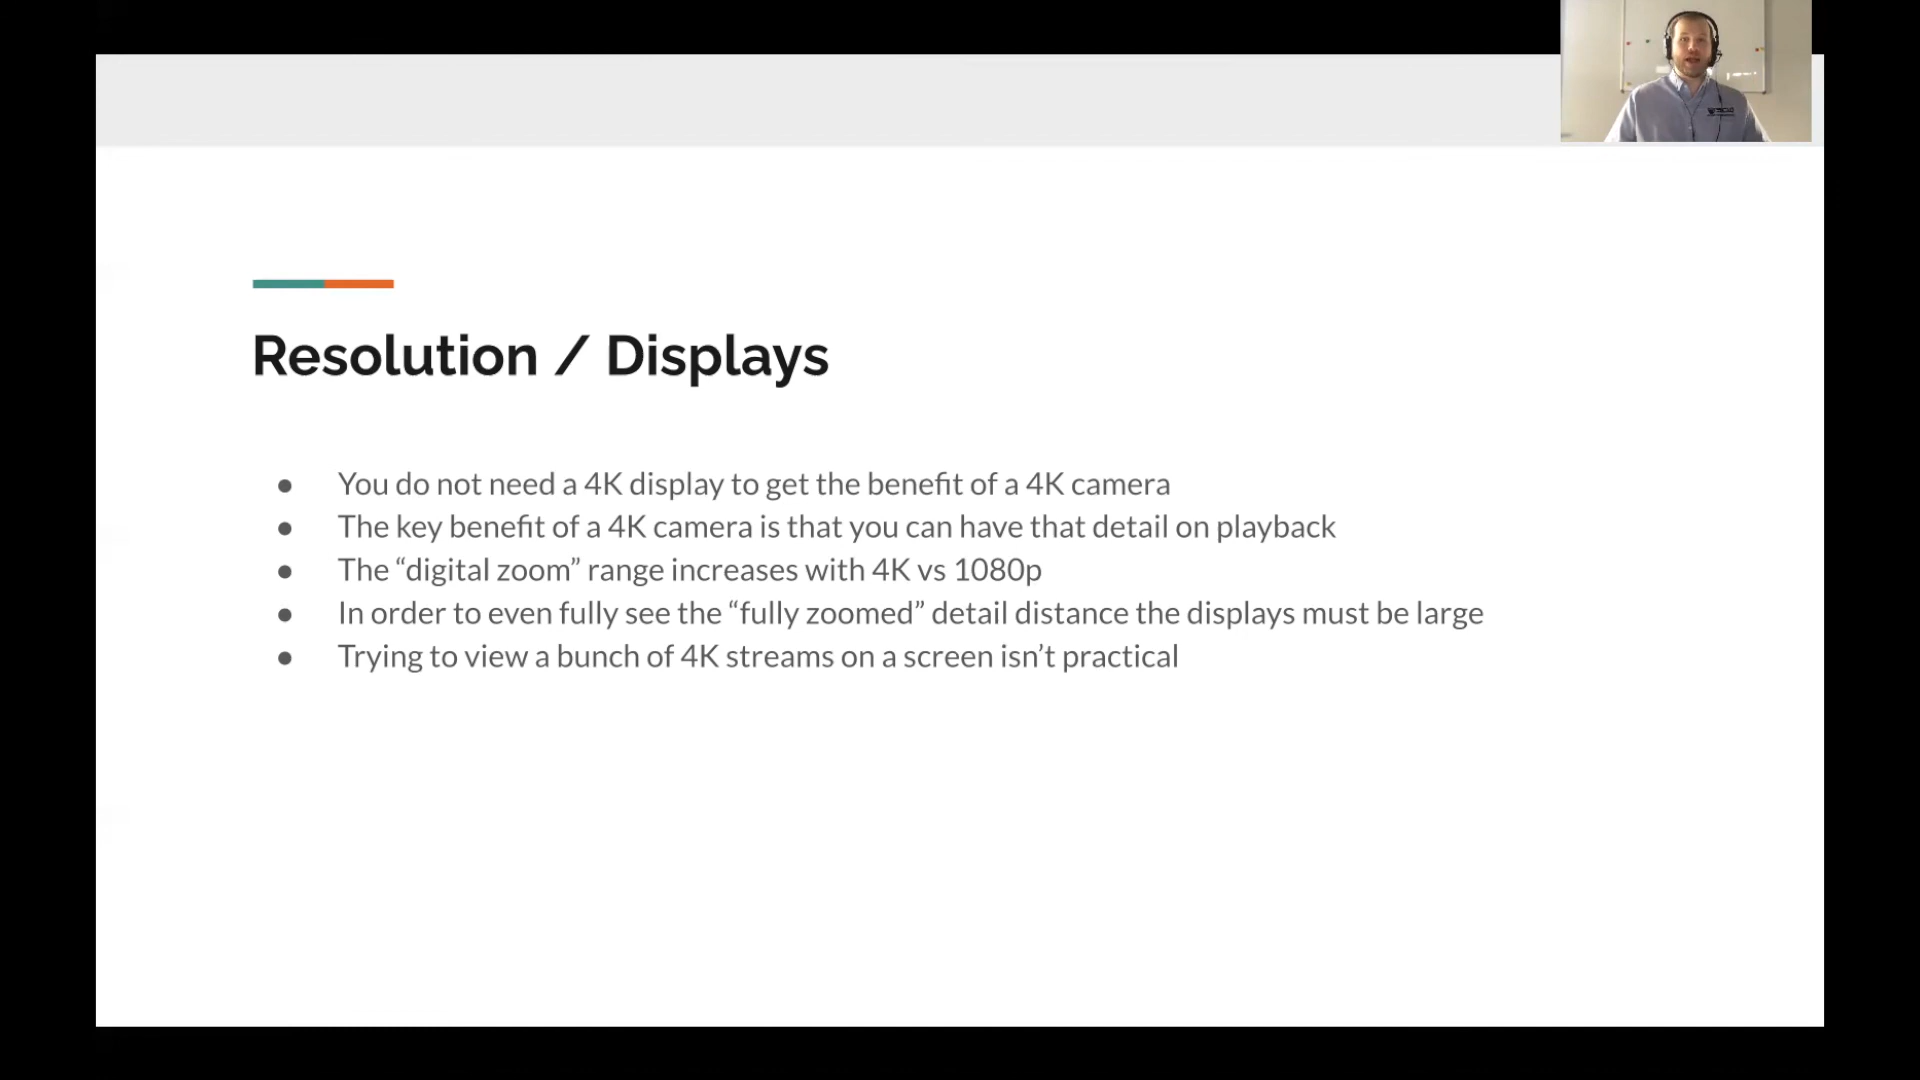 Resolution / Displays
● You do not need a 4K display to get the benefit of a 4K camera
● The key benefit of a 4K camera is that you can have that detail on playback
● The “digital zoom” range increases with 4K vs 1080p
● In order to even fully see the “fully zoomed” detail distance the displays must be large
● Trying to view a bunch of 4K streams on a screen isn’t practical